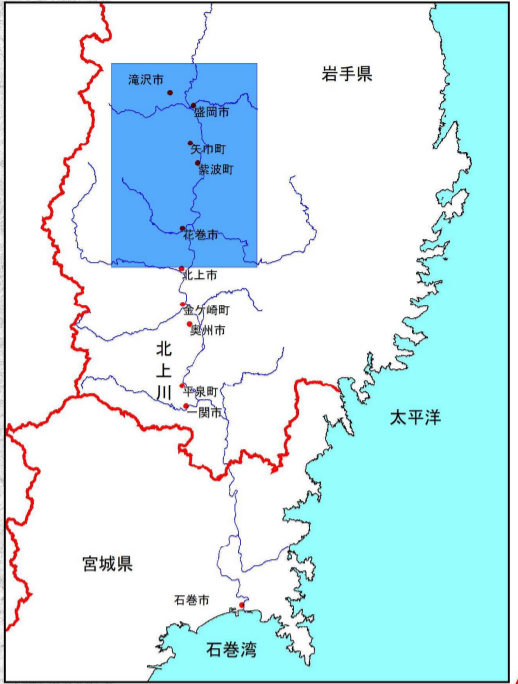 岩手県
滝沢市
盛岡市
矢巾町
紫波町
花巻市
北上市
金ケ崎町
奥州市
北上川
平泉町
一関市
太平洋
宮城県
石巻市
石巻湾